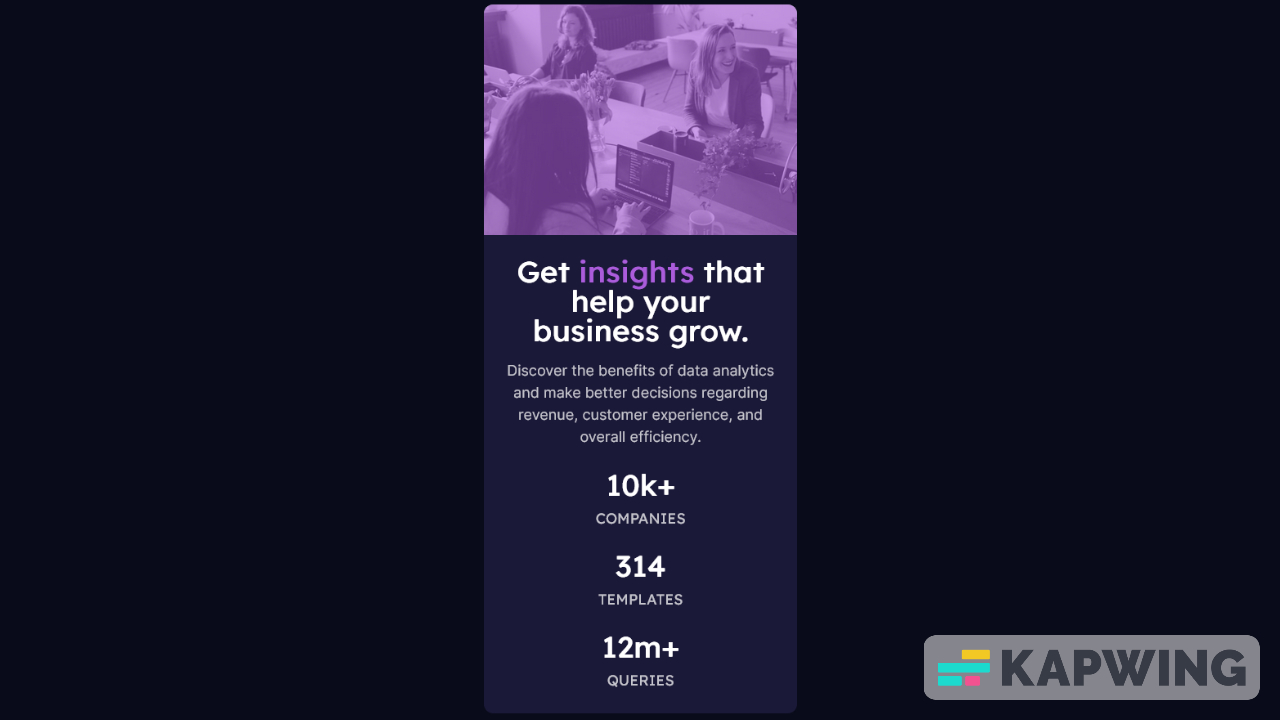 Get insights that
help your
business grow.
Discover the benefits of data analytics
and make better decisions regarding
revenue, customer experience, and
overall efficiency.
10k+
COMPANIES
314
TEMPLATES
12m+
QUERIES
KAPWING